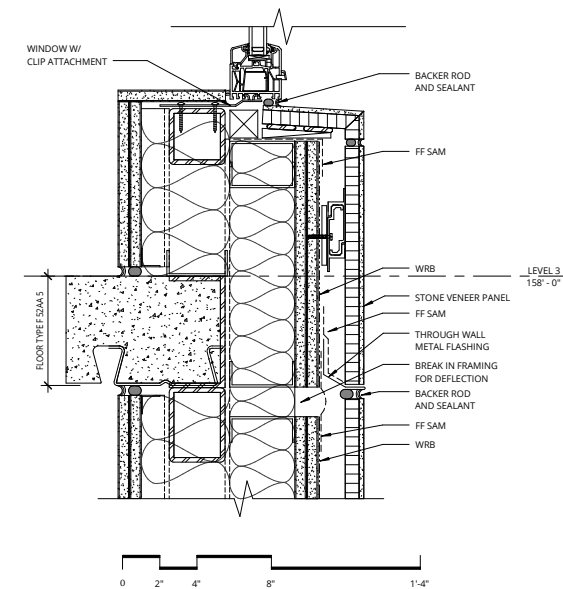 WINDOW W/
CLIP ATTACHMENT
BACKER ROD
AND SEALANT
FF SAM
WRB
LEVEL 3
158' - 0"
STONE VENEER PANEL
FF SAM
THROUGH WALL
METAL FLASHING
BREAK IN FRAMING
FOR DEFLECTION
BACKER ROD
AND SEALANT
FF SAM
WRB
FLOOR TYPE F 52AA 5
0 2" 4" 8" 1'-4"